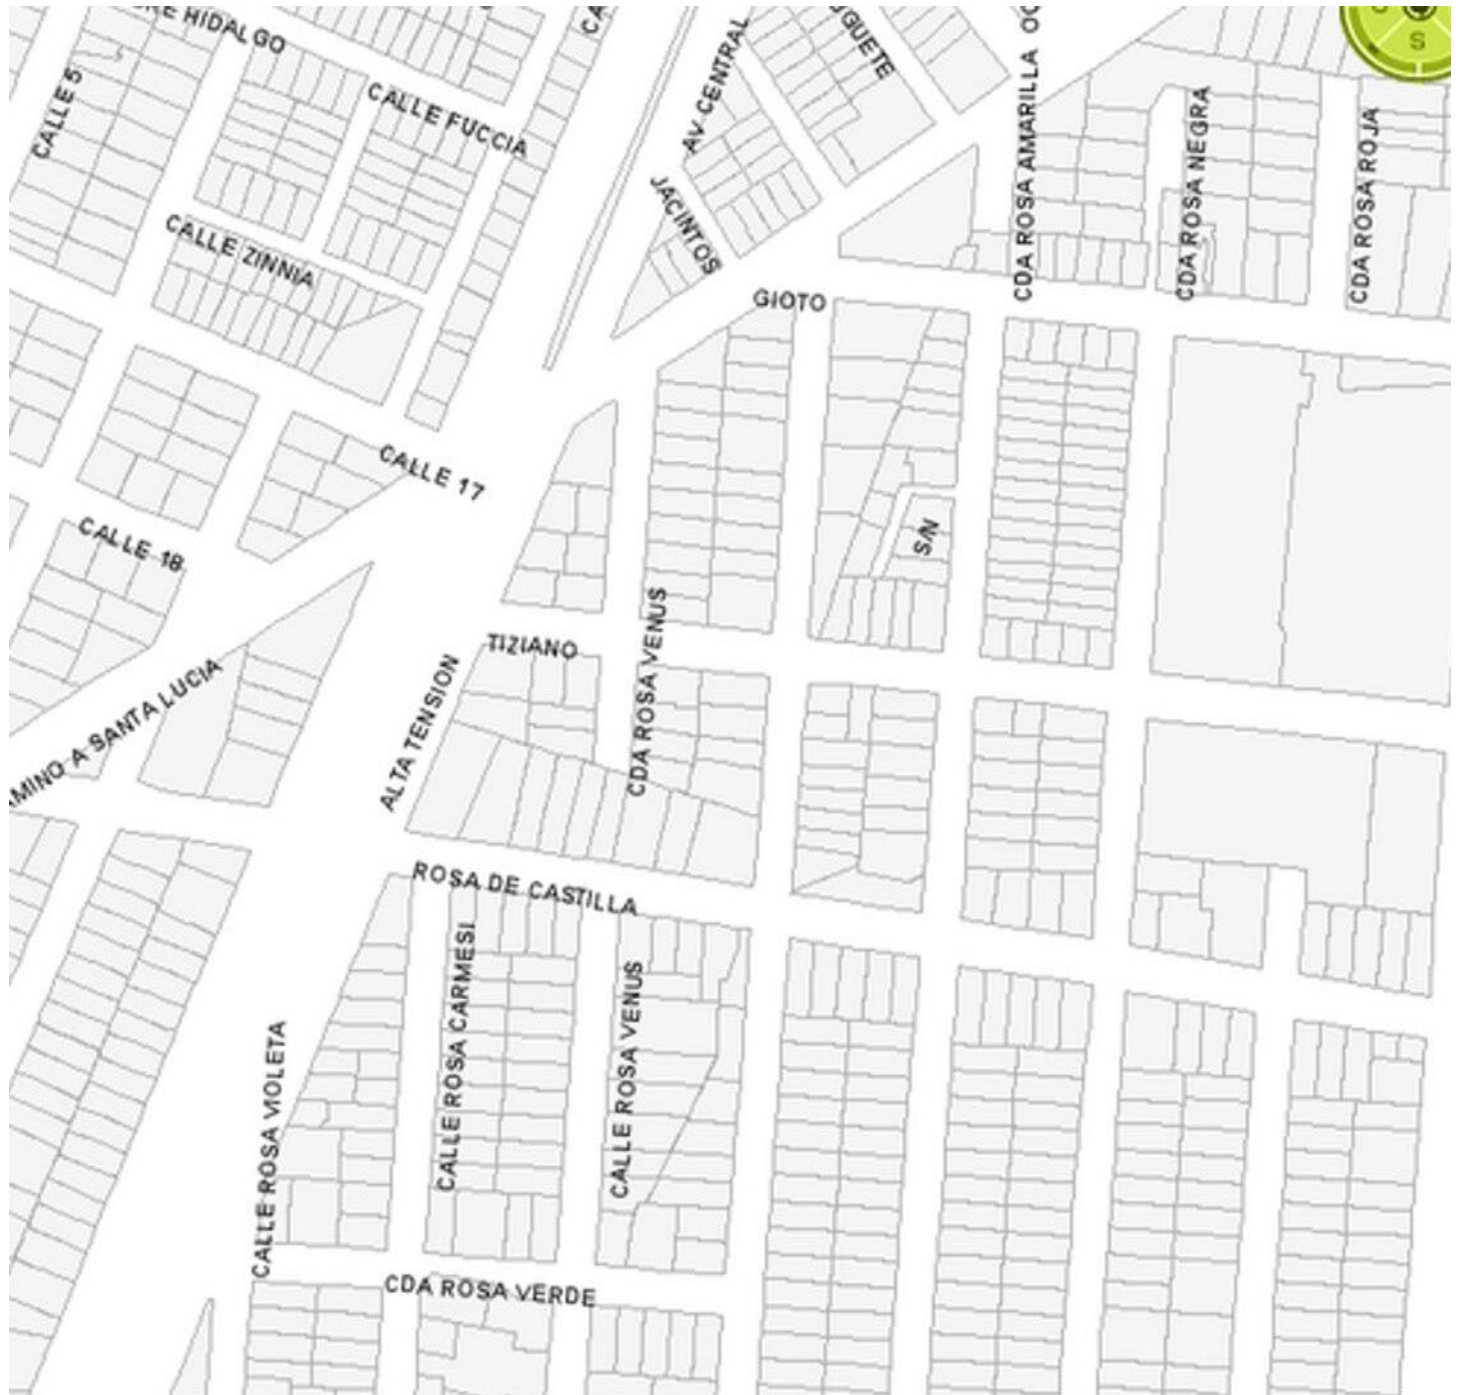 HIDALGO
CALLE 5
CALLE FUCCIA
AV CENTRAL
CDA ROSA AMARILLA
S
CDA ROSA NEGRA
CDA ROSA ROJA
JACINTOS
CALLE ZINNIA
GIOTO
CALLE 17
CALLE 18
S/N
TIZIANO
CDA ROSA VENUS
ALTA TENSION
A SANTA LUCIA
ROSA DE CASTILLA
CALLE ROSA CARMESI
CALLE ROSA VENUS
CALLE ROSA VIOLETA
CDA ROSA VERDE